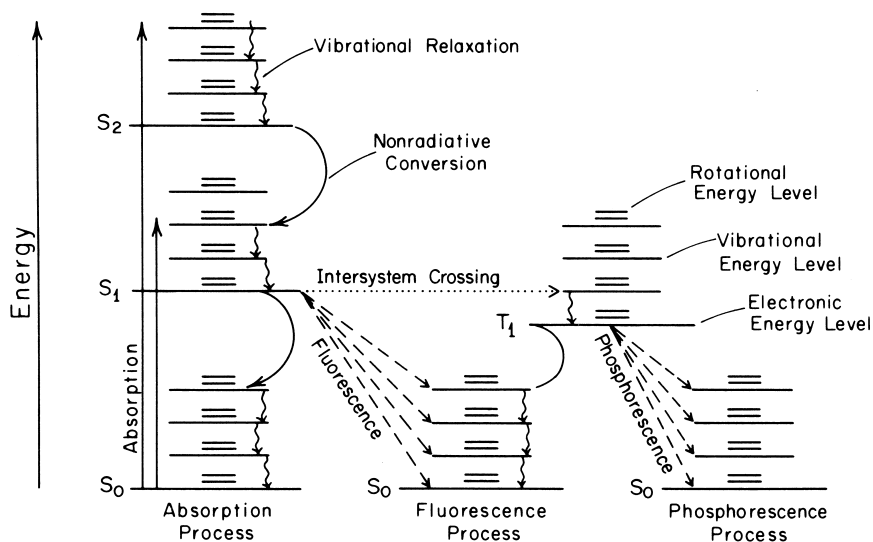 Energy
Absorption
S2
S1
S0
Vibrational Relaxation
Nonradiative
Conversion
Intersystem Crossing
Fluorescence
T1
Rotational
Energy Level
Vibrational
Energy Level
Electronic
Energy Level
Phosphorescence
S0
S0
Absorption
Process
Fluorescence
Process
Phosphorescence
Process